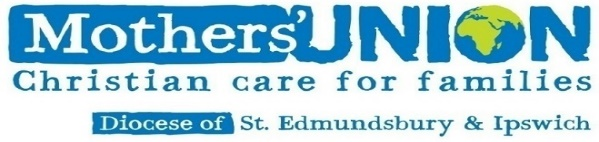 Mothers' UNION
Christian care for families
Diocese of St. Edmundsbury & Ipswich